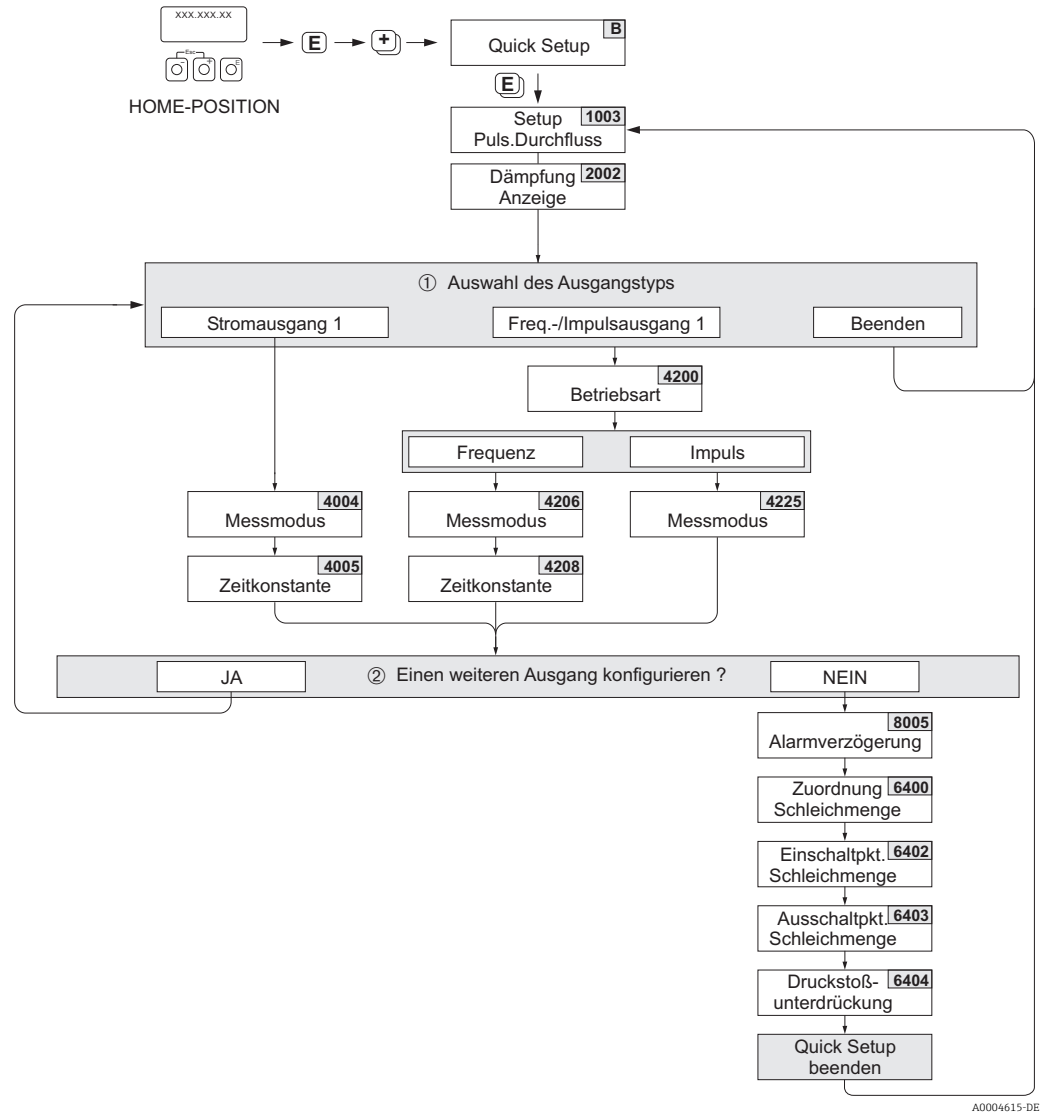 xxx.xxx.xx
Esc
- + E
HOME-POSITION
E
+
B
Quick Setup
E
1003
Setup
Puls.Durchfluss
2002
Dämpfung
Anzeige
① Auswahl des Ausgangstyps
Stromausgang 1
Freq.-/Impulsausgang 1
Beenden
4200
Betriebsart
Frequenz
Impuls
4004
Messmodus
4206
Messmodus
4225
Messmodus
4005
Zeitkonstante
4208
Zeitkonstante
JA
② Einen weiteren Ausgang konfigurieren ?
NEIN
8005
Alarmverzögerung
6400
Zuordnung
Schleichmenge
6402
Einschaltpkt.
Schleichmenge
6403
Ausschaltpkt.
Schleichmenge
6404
Druckstoß-
unterdrückung
Quick Setup
beenden
A0004615-DE